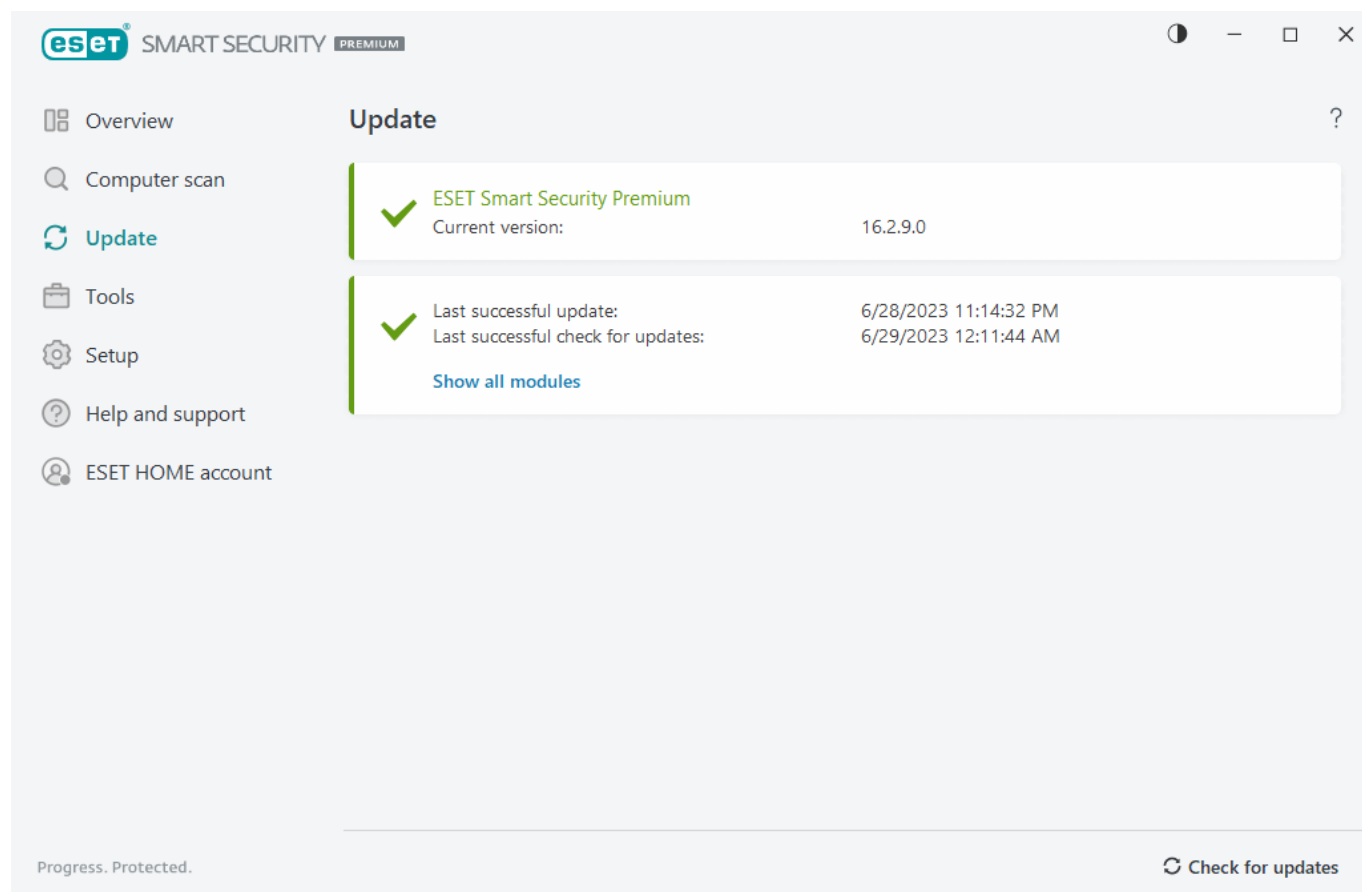 eseT® SMART SECURITY PREMIUM
Overview
Computer scan
Update
Tools
Setup
Help and support
ESET HOME account
Update
?
ESET Smart Security Premium
Current version: 16.2.9.0
Last successful update: 6/28/2023 11:14:32 PM
Last successful check for updates: 6/29/2023 12:11:44 AM
Show all modules
Progress. Protected.
Check for updates